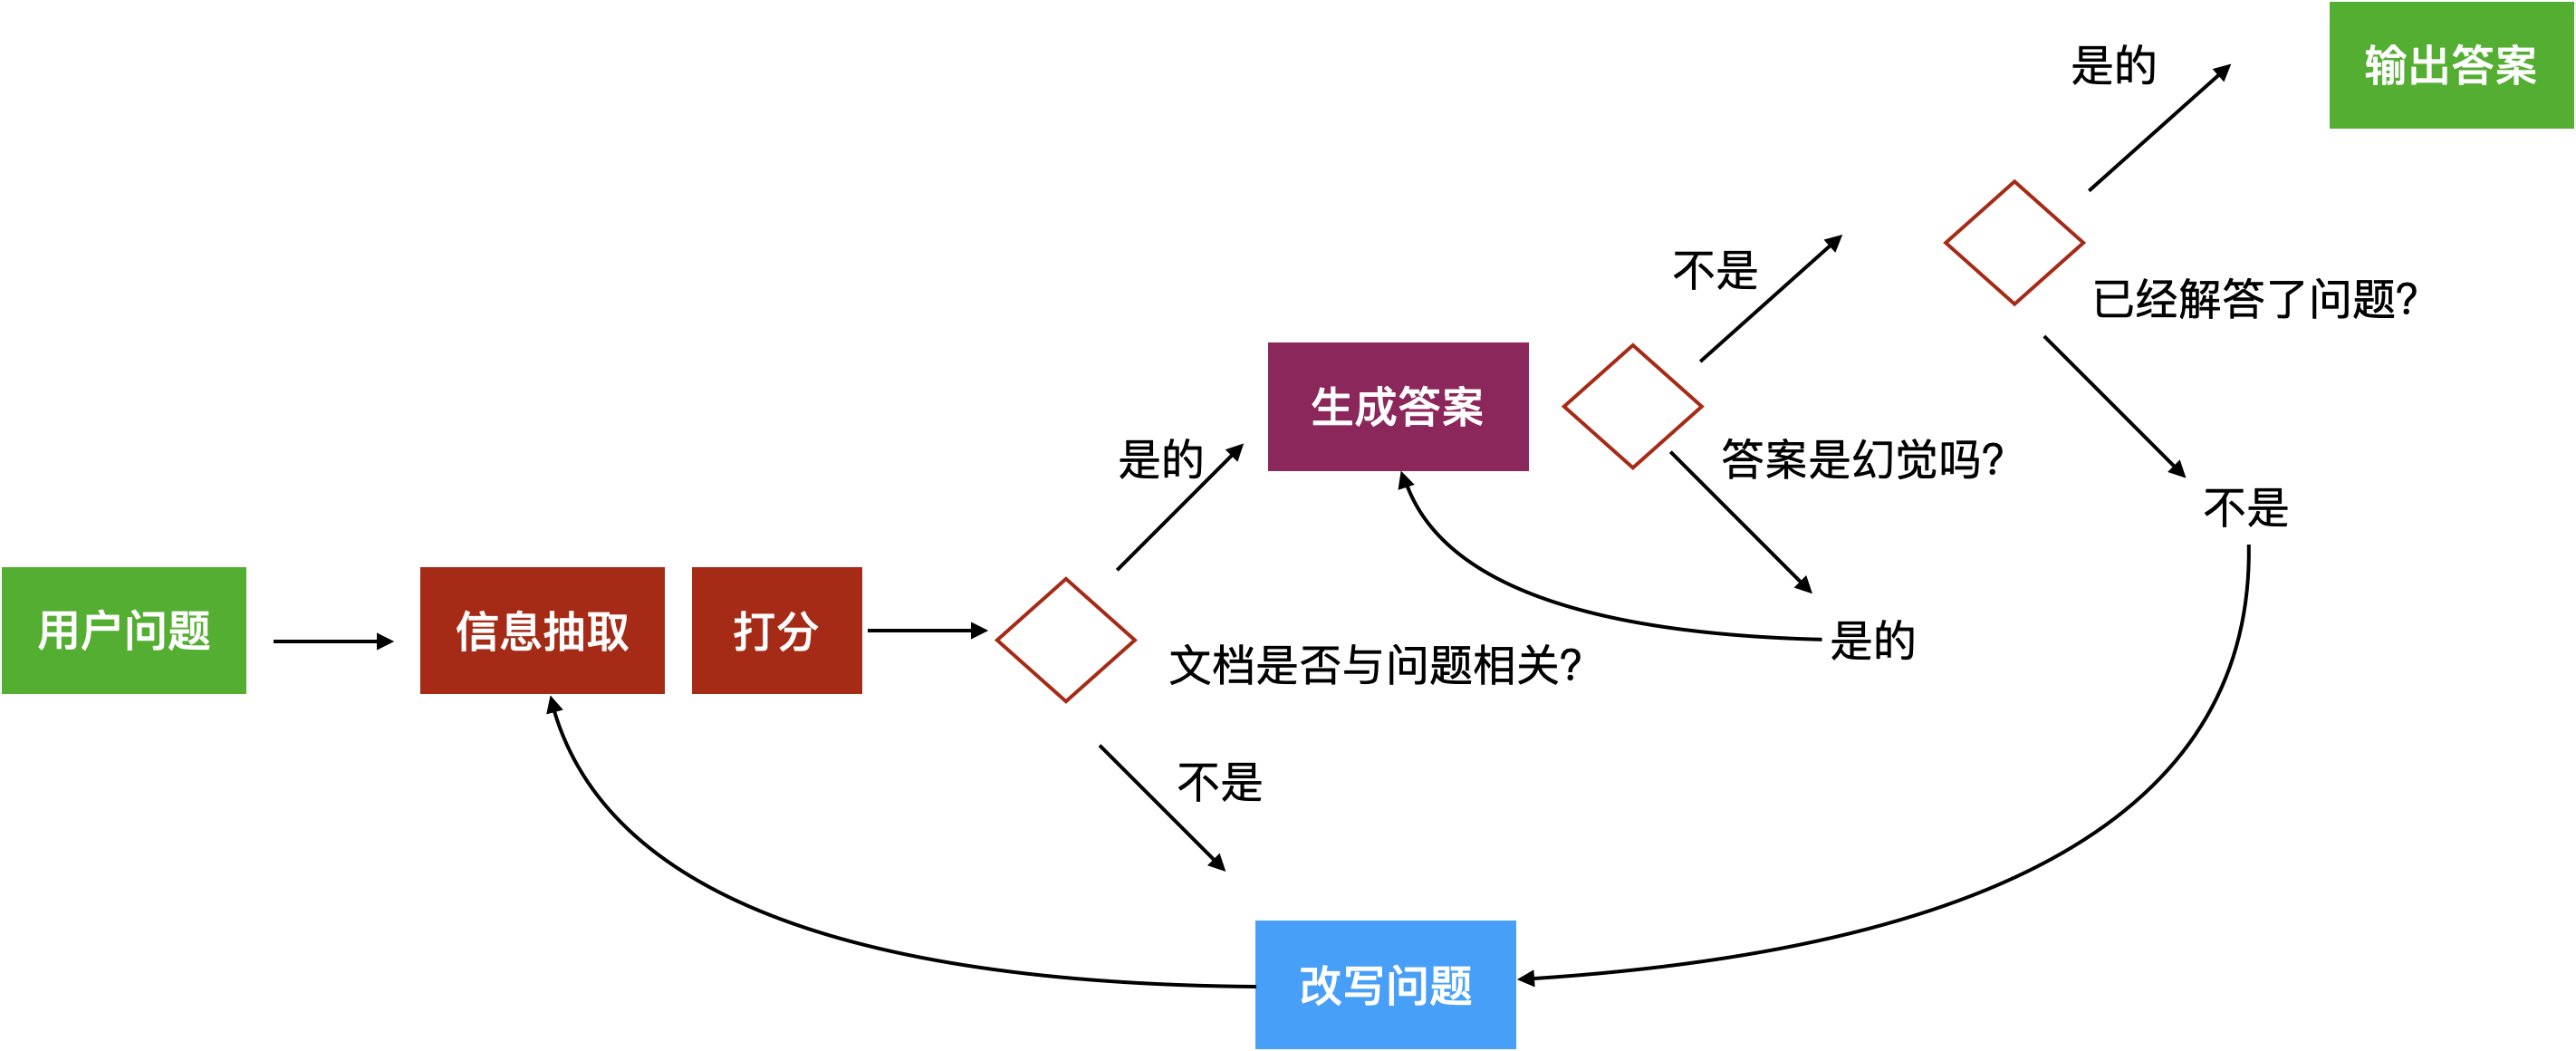 是的
输出答案
不是
已经解答了问题？
生成答案
是的
答案是幻觉吗？
不是
用户问题
信息抽取
打分
是的
文档是否与问题相关？
不是
改写问题